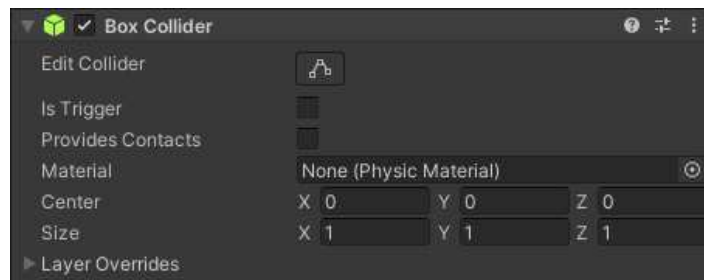 Box Collider
Edit Collider
Is Trigger
Provides Contacts
Material None (Physic Material)
Center X 0 Y 0 Z 0
Size X 1 Y 1 Z 1
Layer Overrides